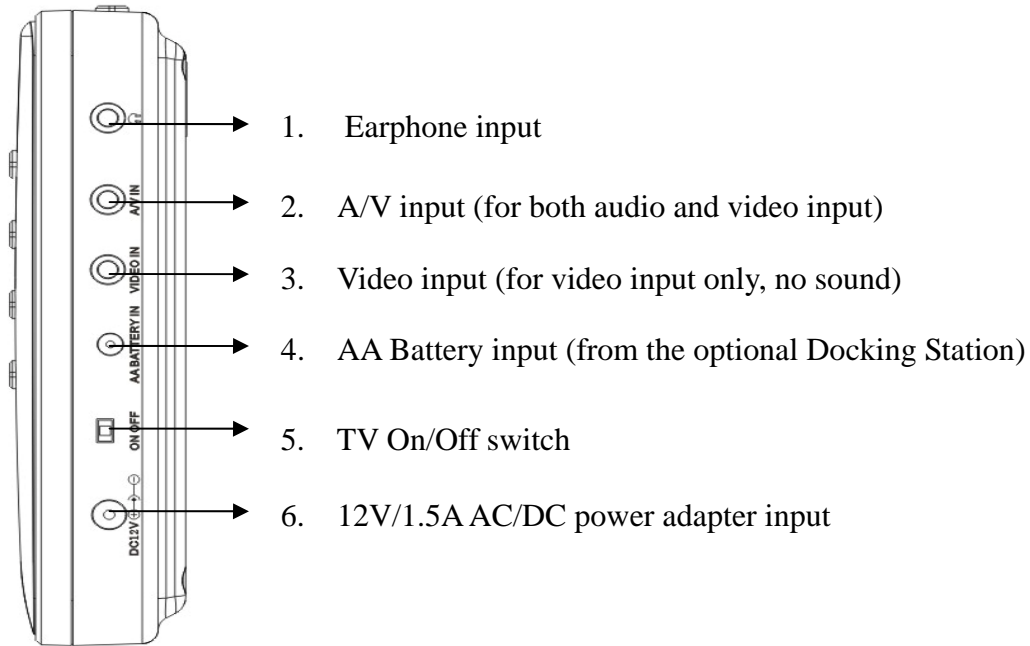 1. Earphone input
A/V IN
2. A/V input (for both audio and video input)
VIDEO IN
3. Video input (for video input only, no sound)
AA BATTERY IN
4. AA Battery input (from the optional Docking Station)
ON OFF
5. TV On/Off switch
DC12V
6. 12V/1.5A AC/DC power adapter input